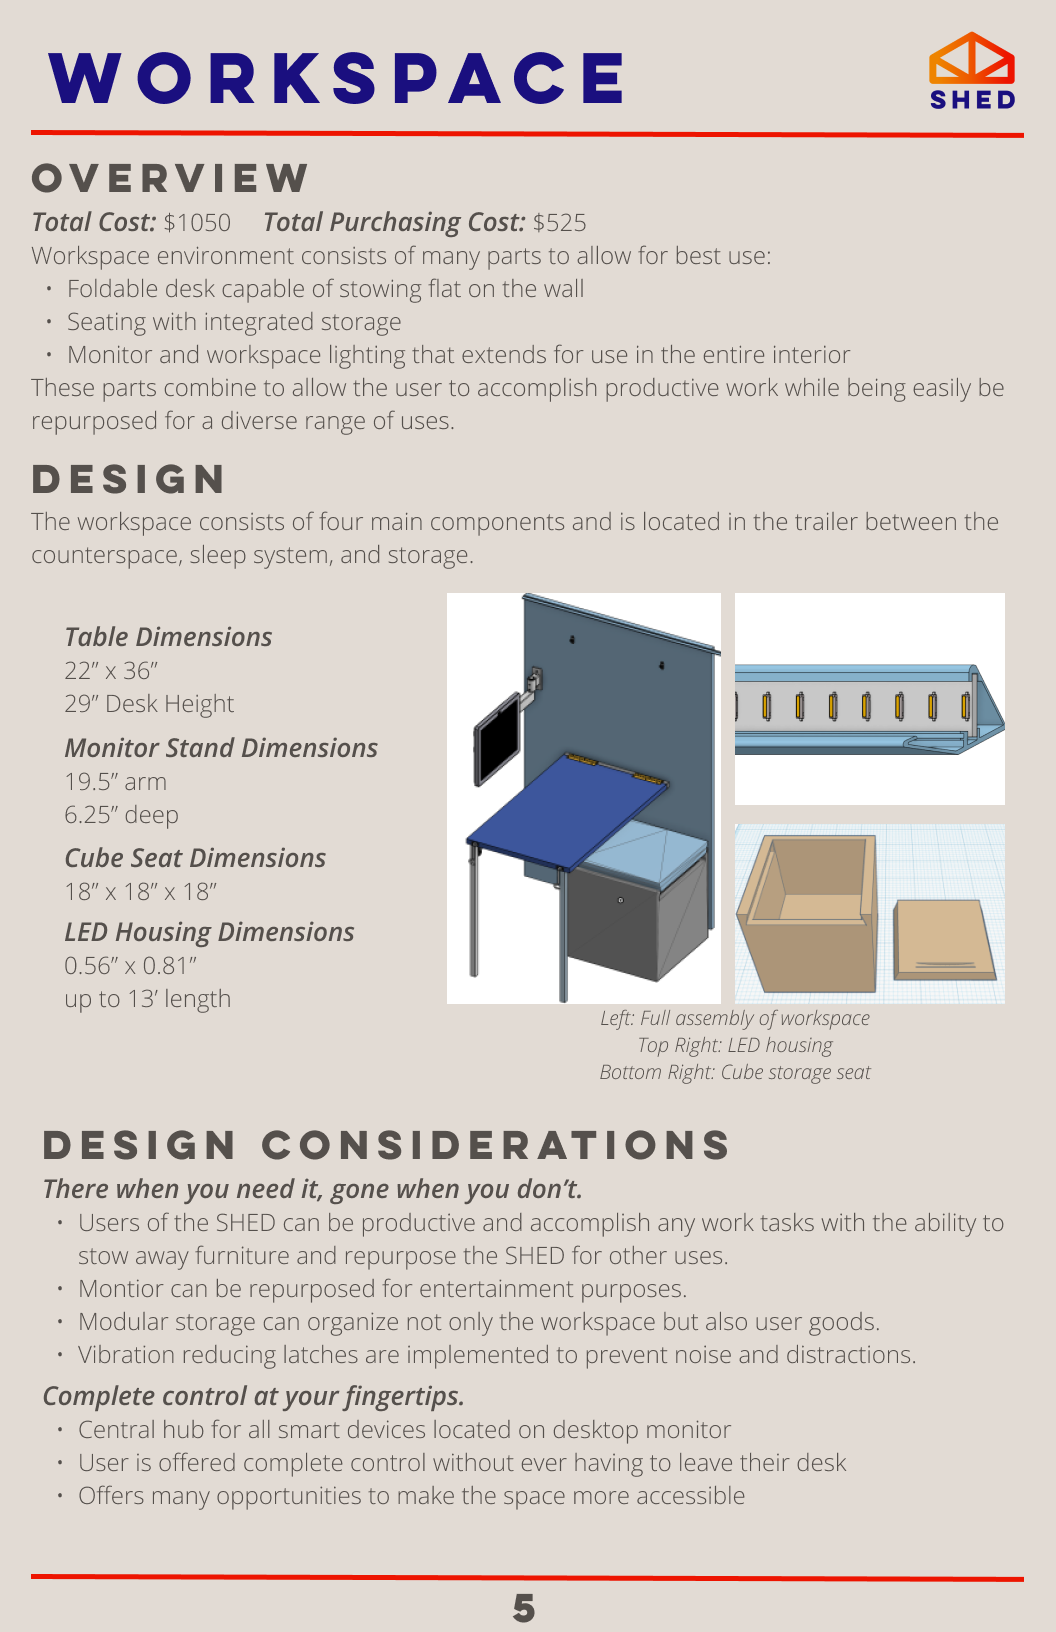 WORKSPACE
SHED
OVERVIEW
Total Cost: $1050 Total Purchasing Cost: $525
Workspace environment consists of many parts to allow for best use:
• Foldable desk capable of stowing flat on the wall
• Seating with integrated storage
• Monitor and workspace lighting that extends for use in the entire interior
These parts combine to allow the user to accomplish productive work while being easily be
repurposed for a diverse range of uses.
DESIGN
The workspace consists of four main components and is located in the trailer between the
counterspace, sleep system, and storage.
Table Dimensions
22” x 36”
29” Desk Height
Monitor Stand Dimensions
19.5” arm
6.25” deep
Cube Seat Dimensions
18” x 18” x 18”
LED Housing Dimensions
0.56” x 0.81”
up to 13’ length
Left: Full assembly of workspace
Top Right: LED housing
Bottom Right: Cube storage seat
DESIGN CONSIDERATIONS
There when you need it, gone when you don’t.
• Users of the SHED can be productive and accomplish any work tasks with the ability to
stow away furniture and repurpose the SHED for other uses.
• Montior can be repurposed for entertainment purposes.
• Modular storage can organize not only the workspace but also user goods.
• Vibration reducing latches are implemented to prevent noise and distractions.
Complete control at your fingertips.
• Central hub for all smart devices located on desktop monitor
• User is offered complete control without ever having to leave their desk
• Offers many opportunities to make the space more accessible
5